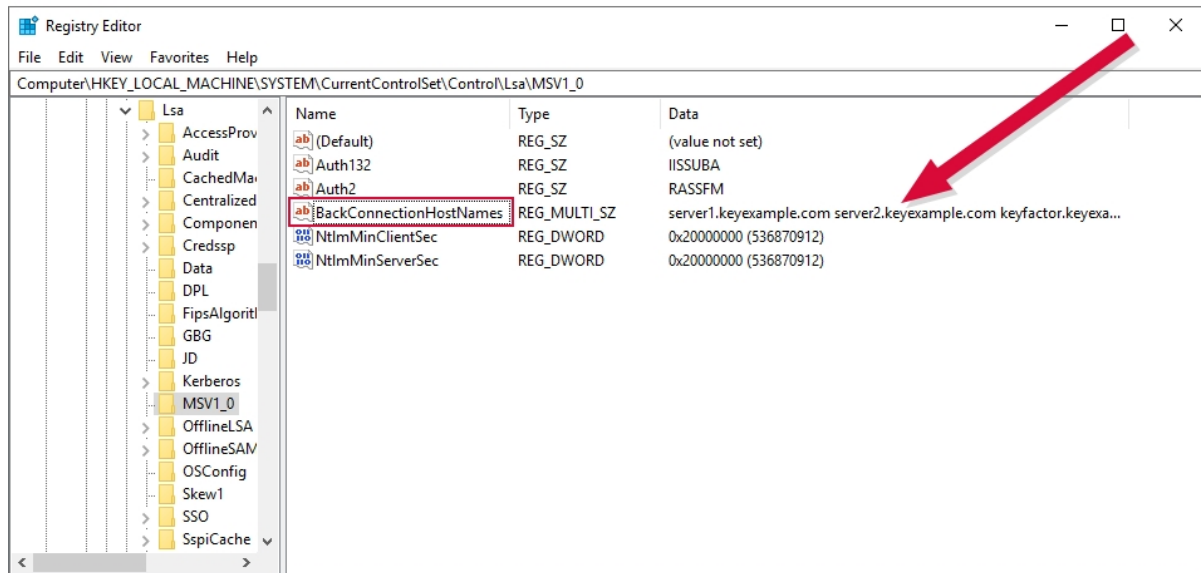 Registry Editor
File Edit View Favorites Help
Computer\HKEY_LOCAL_MACHINE\SYSTEM\CurrentControlSet\Control\Lsa\MSV1_0
Lsa
AccessProv
Audit
CachedMa
Centralized
Componen
Credssp
Data
DPL
FipsAlgorit
GBG
JD
Kerberos
MSV1_0
OfflineLSA
OfflineSAM
OSConfig
Skew1
SSO
SspiCache
Name Type Data
(Default) REG_SZ (value not set)
Auth132 REG_SZ IISSUBA
Auth2 REG_SZ RASSFM
BackConnectionHostNames REG_MULTI_SZ server1.keyexample.com server2.keyexample.com keyfactor.keyexa...
NtlmMinClientSec REG_DWORD 0x20000000 (536870912)
NtlmMinServerSec REG_DWORD 0x20000000 (536870912)